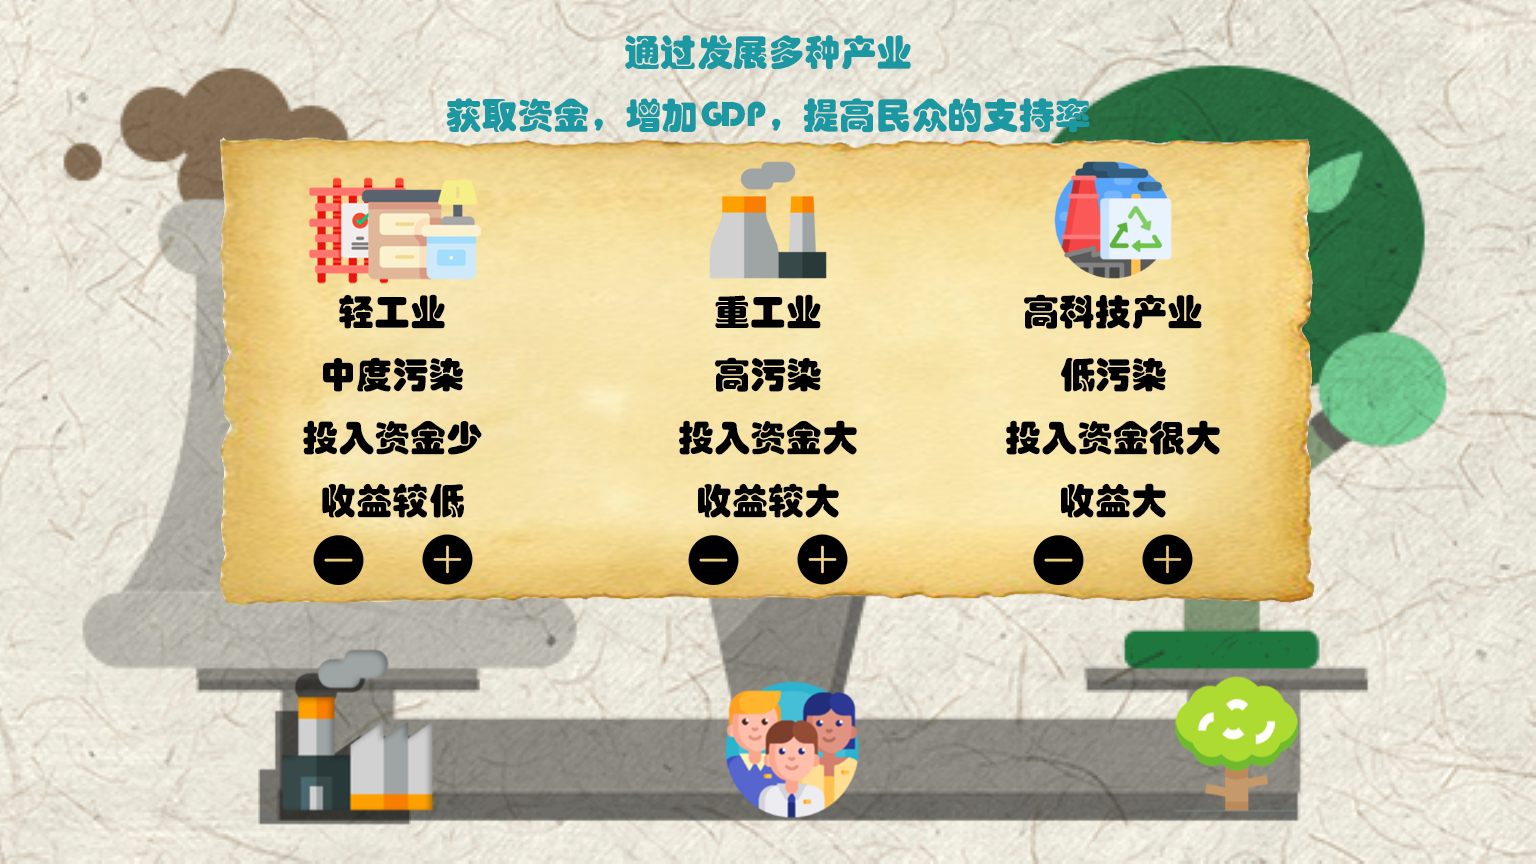 通过发展多种产业
获取资金，增加GDP，提高民众的支持率
轻工业
中度污染
投入资金少
收益较低
重工业
高污染
投入资金大
收益较大
高科技产业
低污染
投入资金很大
收益大